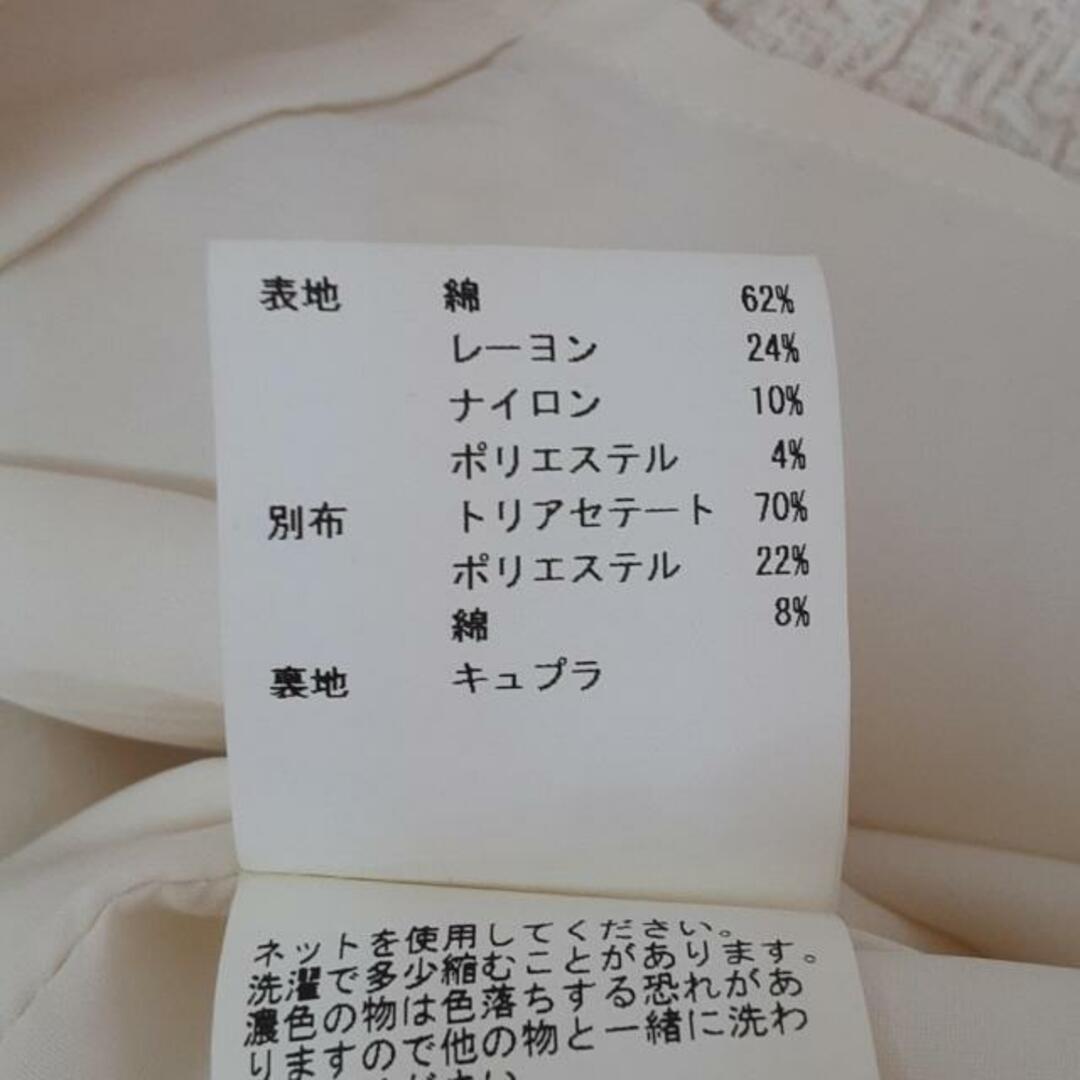 表地 綿 62%
レーヨン 24%
ナイロン 10%
ポリエステル 4%
別布 トリアセテート 70%
ポリエステル 22%
綿 8%
裏地 キュプラ
ネットを使用してください。
洗濯で多少縮むことがあります。
濃色の物は色落ちする恐れがあ
りますので他の物と一緒に洗わ